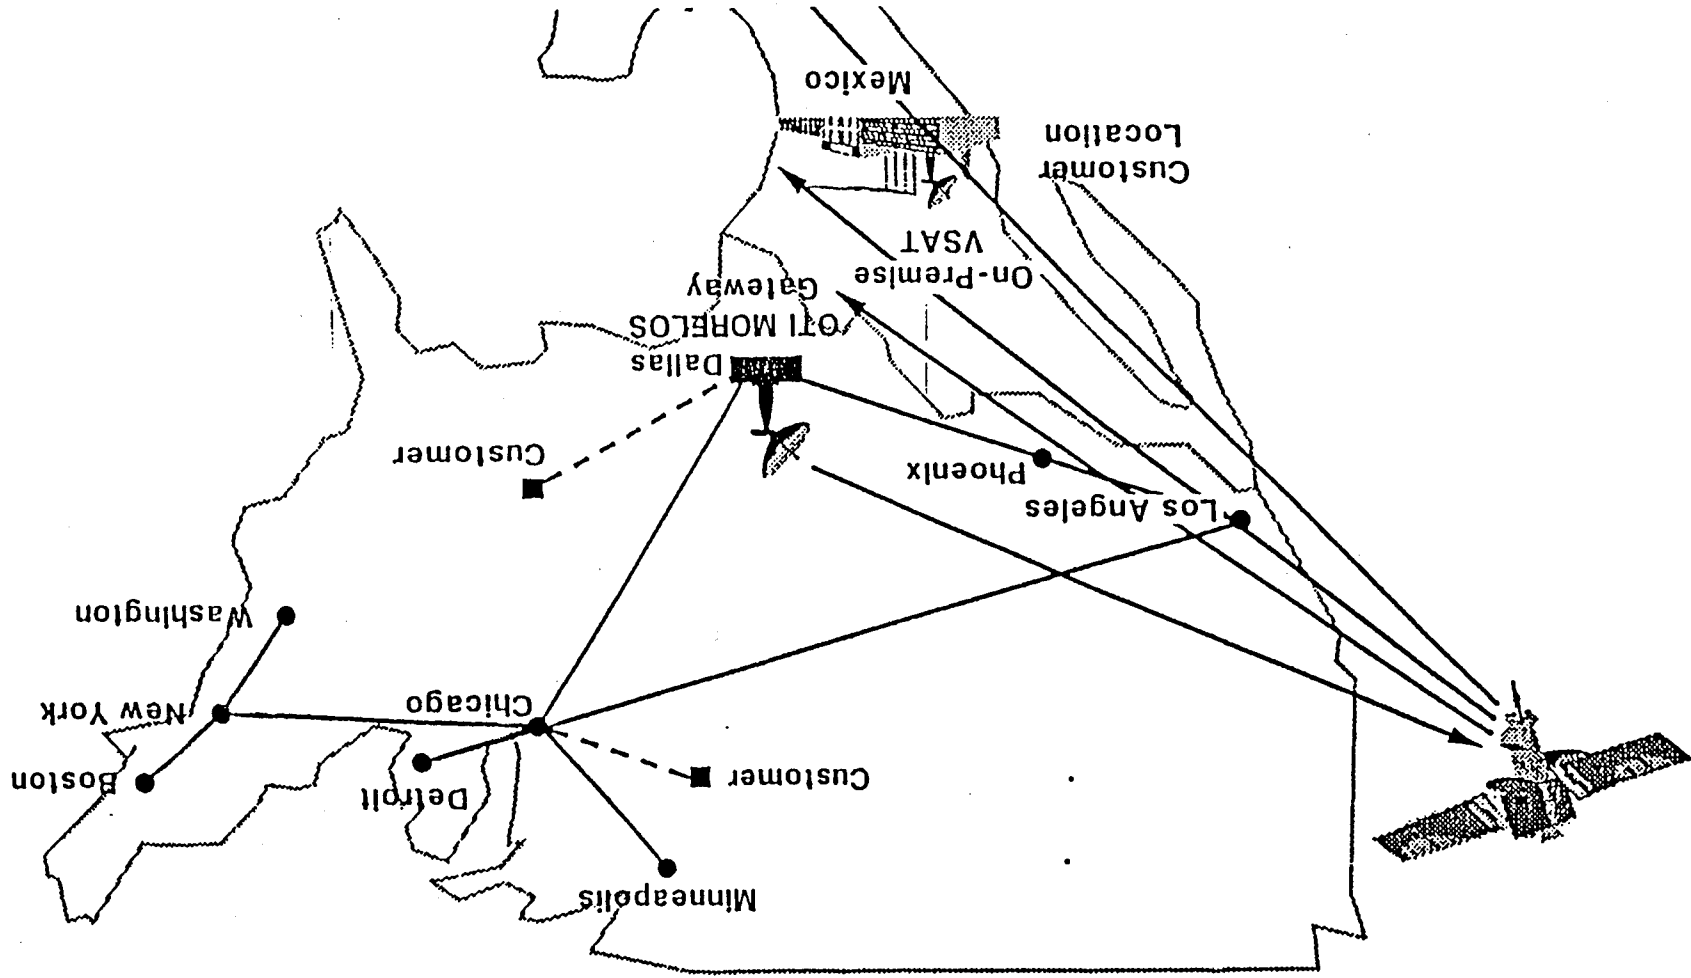 Minneapolis
Customer
Detroit
Boston
Chicago
New York
Washington
Los Angeles
Phoenix
Customer
Dallas
OTI MORELOS
Gateway
On-Premise
VSAT
Customer
Location
Mexico